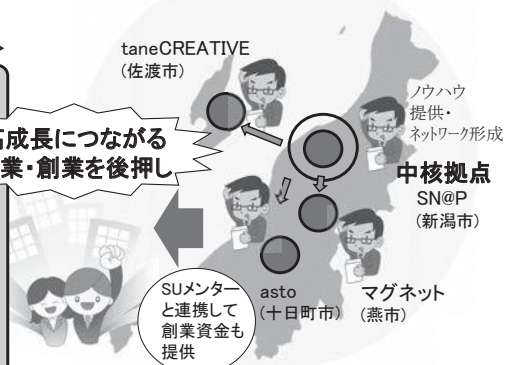 taneCREATIVE
(佐渡市)
ノウハウ
提供・
ネットワーク形成
成長につながる
業・創業を後押し
中核拠点
SN@P
(新潟市)
SUメンター
と連携して
創業資金も
提供
asto
(十日町市)
マグネット
(燕市)